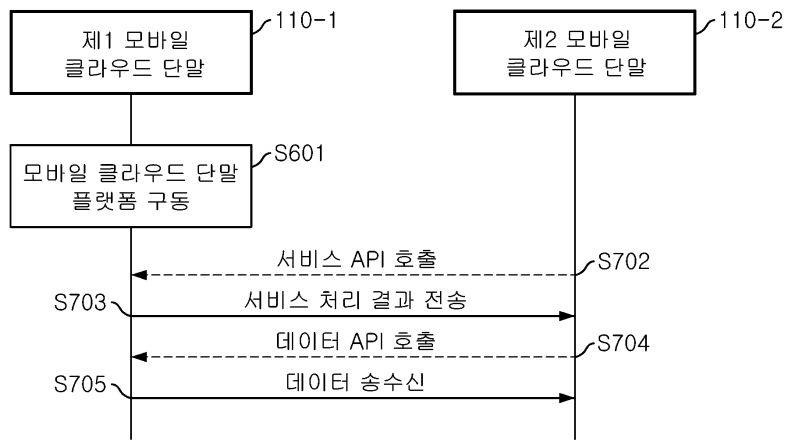 제1 모바일
클라우드 단말
110-1
제2 모바일
클라우드 단말
110-2
모바일 클라우드 단말
플랫폼 구동
S601
서비스 API 호출
S702
S703
서비스 처리 결과 전송
데이터 API 호출
S704
S705
데이터 송수신